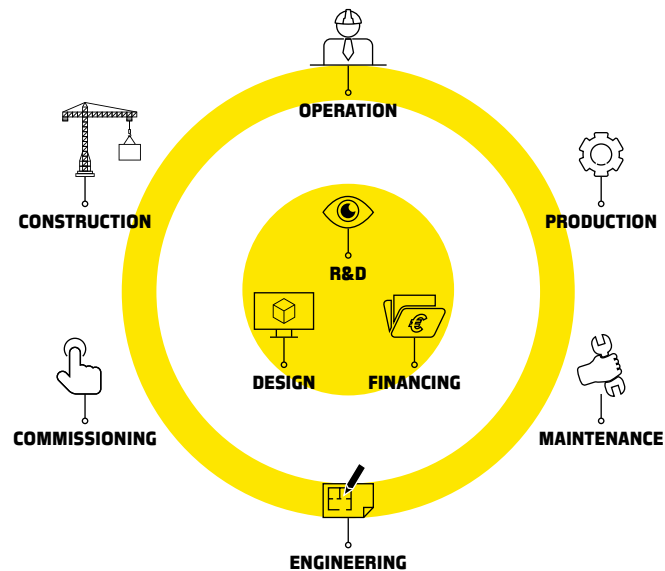 OPERATION
CONSTRUCTION
PRODUCTION
R&D
€
DESIGN
FINANCING
COMMISSIONING
MAINTENANCE
ENGINEERING